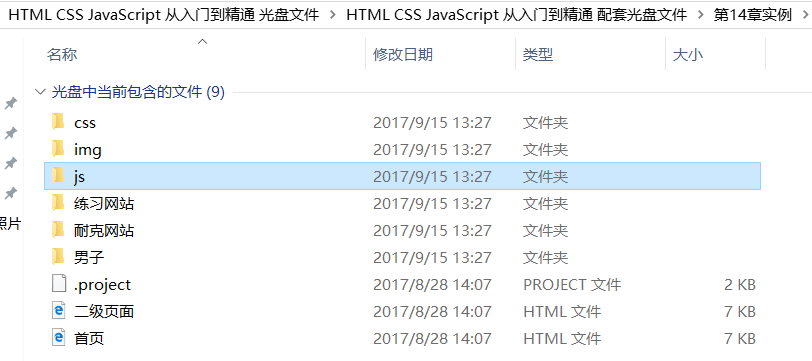 HTML CSS JavaScript 从入门到精通 光盘文件 > HTML CSS JavaScript 从入门到精通 配套光盘文件 > 第14章实例 >
名称 修改日期 类型 大小
光盘中当前包含的文件 (9)
css 2017/9/15 13:27 文件夹
img 2017/9/15 13:27 文件夹
js 2017/9/15 13:27 文件夹
练习网站 2017/9/15 13:27 文件夹
照片
耐克网站 2017/9/15 13:27 文件夹
男子 2017/9/15 13:27 文件夹
.project 2017/8/28 14:07 PROJECT 文件 2 KB
二级页面 2017/8/28 14:07 HTML 文件 7 KB
首页 2017/8/28 14:07 HTML 文件 7 KB